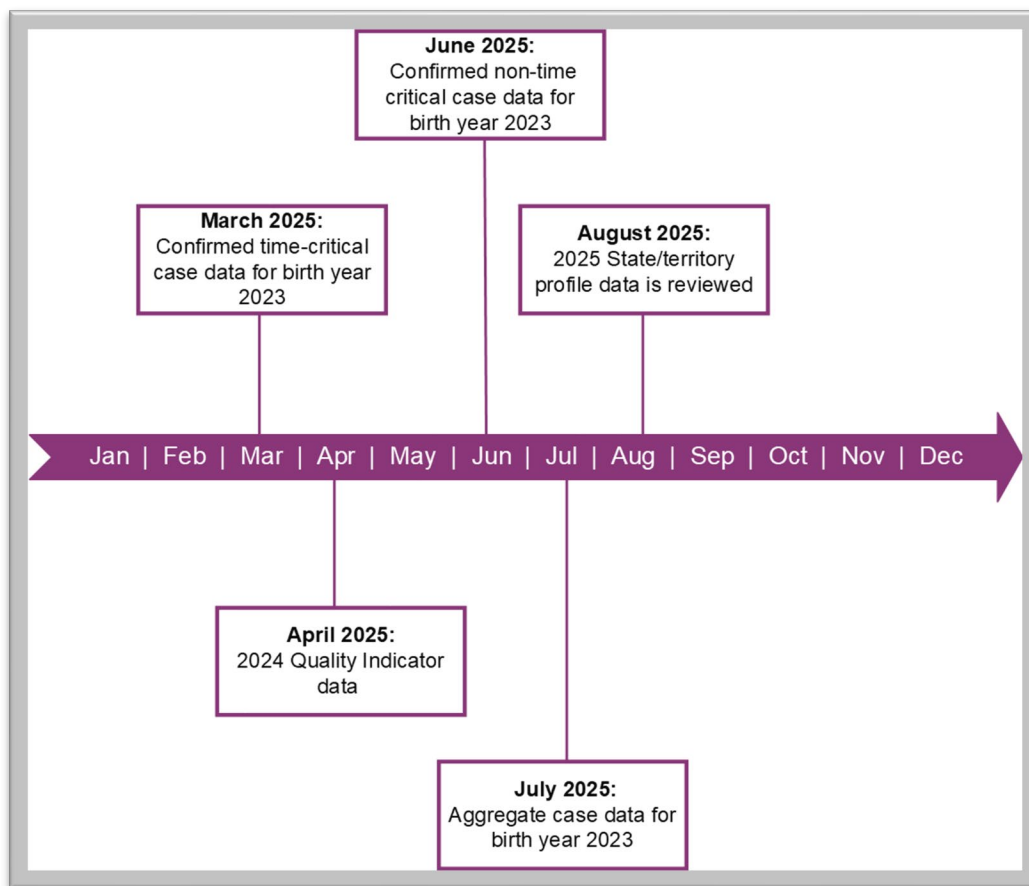 June 2025:
Confirmed non-time
critical case data for
birth year 2023
March 2025:
Confirmed time-critical
case data for birth year
2023
August 2025:
2025 State/territory
profile data is reviewed
Jan | Feb | Mar | Apr | May | Jun | Jul | Aug | Sep | Oct | Nov | Dec
April 2025:
2024 Quality Indicator
data
July 2025:
Aggregate case data for
birth year 2023